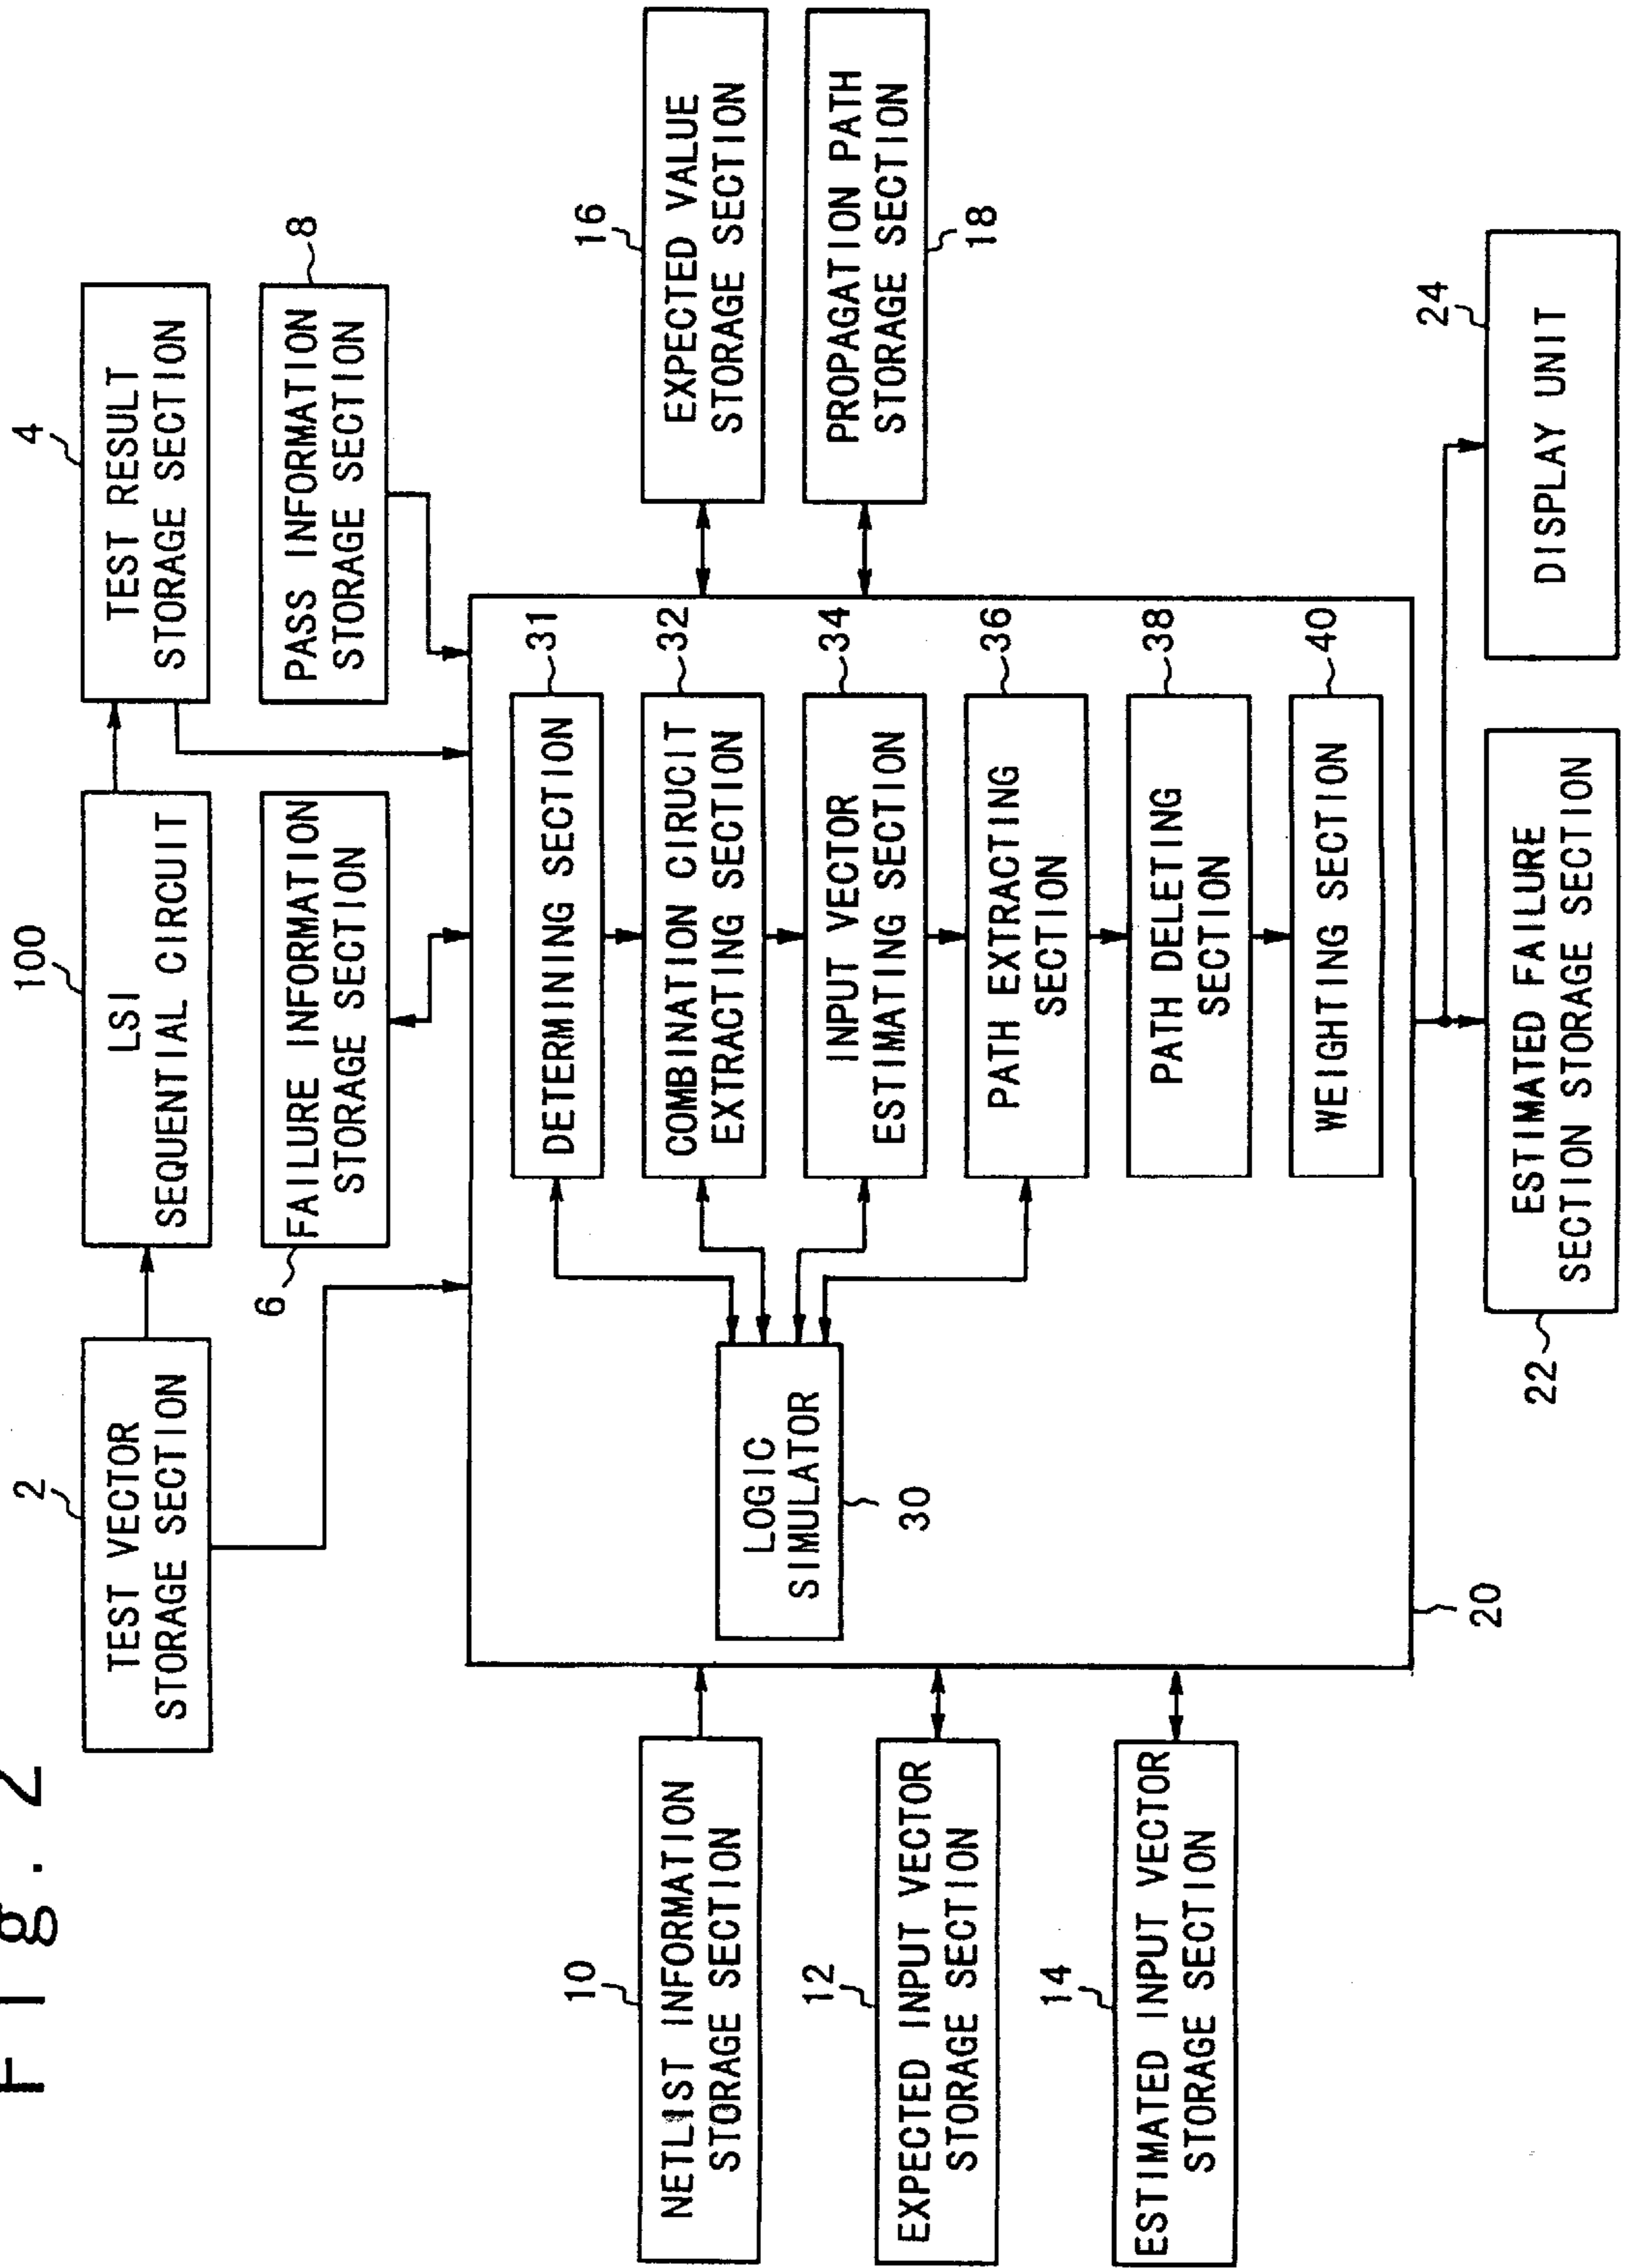 Fig. 2
2
TEST VECTOR
STORAGE SECTION
100
LSI
SEQUENTIAL CIRCUIT
4
TEST RESULT
STORAGE SECTION
6
FAILURE INFORMATION
STORAGE SECTION
8
PASS INFORMATION
STORAGE SECTION
10
NETLIST INFORMATION
STORAGE SECTION
12
EXPECTED INPUT VECTOR
STORAGE SECTION
14
ESTIMATED INPUT VECTOR
STORAGE SECTION
LOGIC
SIMULATOR
30
DETERMINING SECTION
31
COMBINATION CIRUCIT
EXTRACTING SECTION
32
INPUT VECTOR
ESTIMATING SECTION
34
PATH EXTRACTING
SECTION
36
PATH DELETING
SECTION
38
WEIGHTING SECTION
40
20
16
EXPECTED VALUE
STORAGE SECTION
PROPAGATION PATH
STORAGE SECTION
18
22
ESTIMATED FAILURE
SECTION STORAGE SECTION
24
DISPLAY UNIT